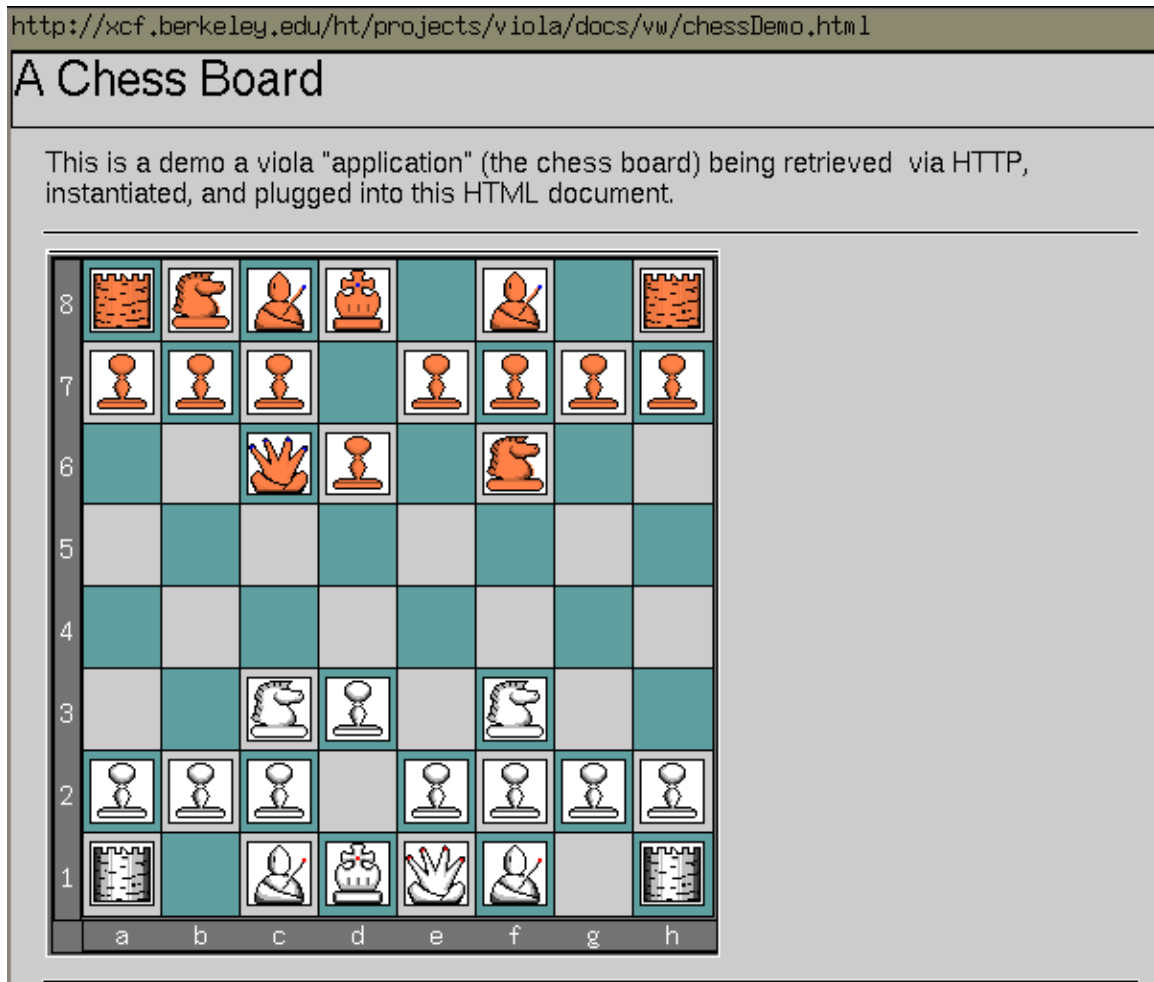 http://xcf.berkeley.edu/ht/projects/viola/docs/vw/chessDemo.html
A Chess Board
This is a demo a viola "application" (the chess board) being retrieved  via HTTP,
instantiated, and plugged into this HTML document.
8
7
6
5
4
3
2
1
a b c d e f g h